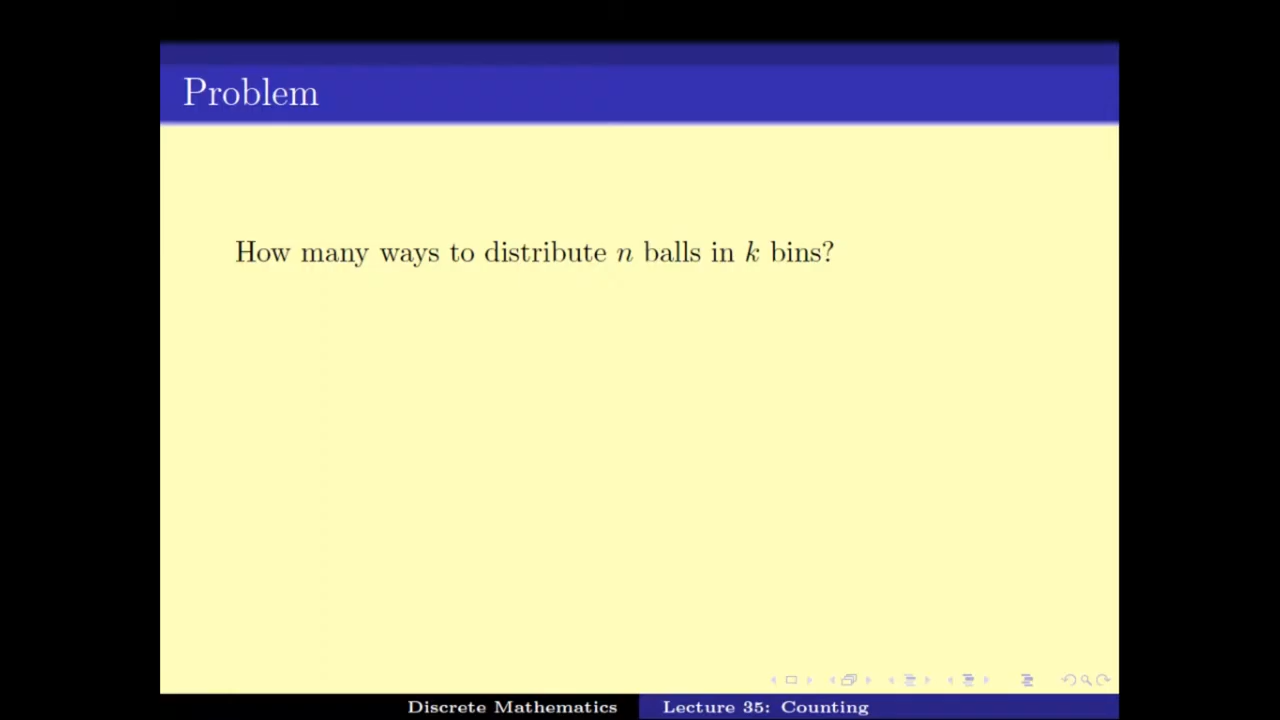 Problem
How many ways to distribute n balls in k bins?
Discrete Mathematics
Lecture 35: Counting